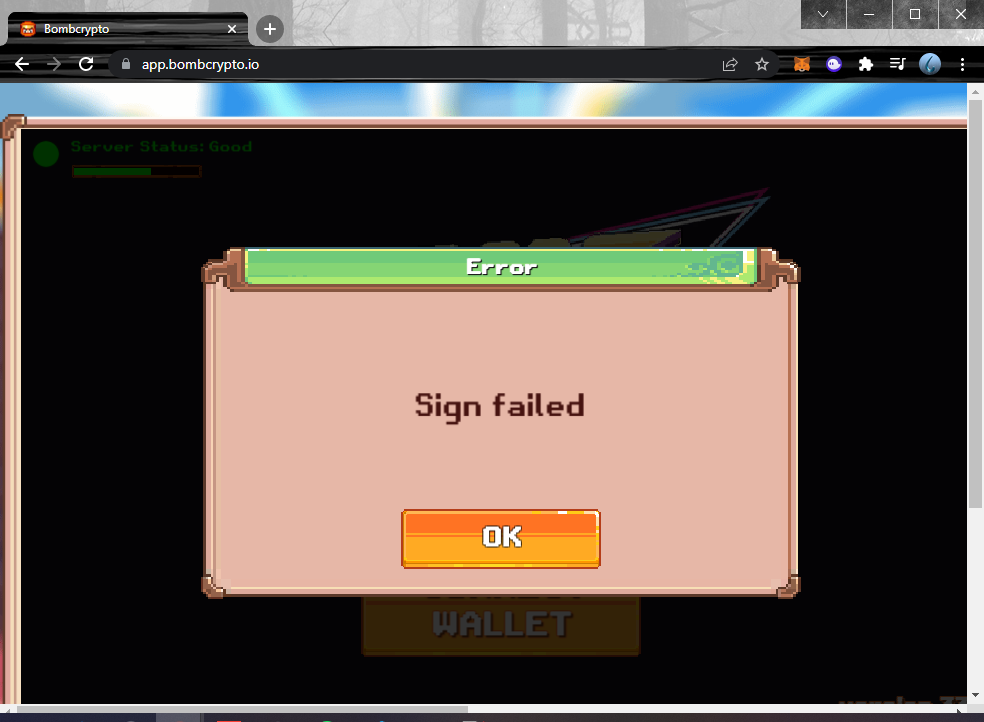 Bombcrypto
app.bombcrypto.io
Server Status: Good
Error
Sign failed
OK
WALLET